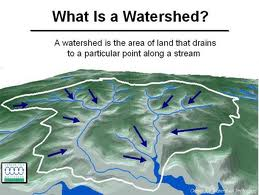 What Is a Watershed?
A watershed is the area of land that drains
to a particular point along a stream